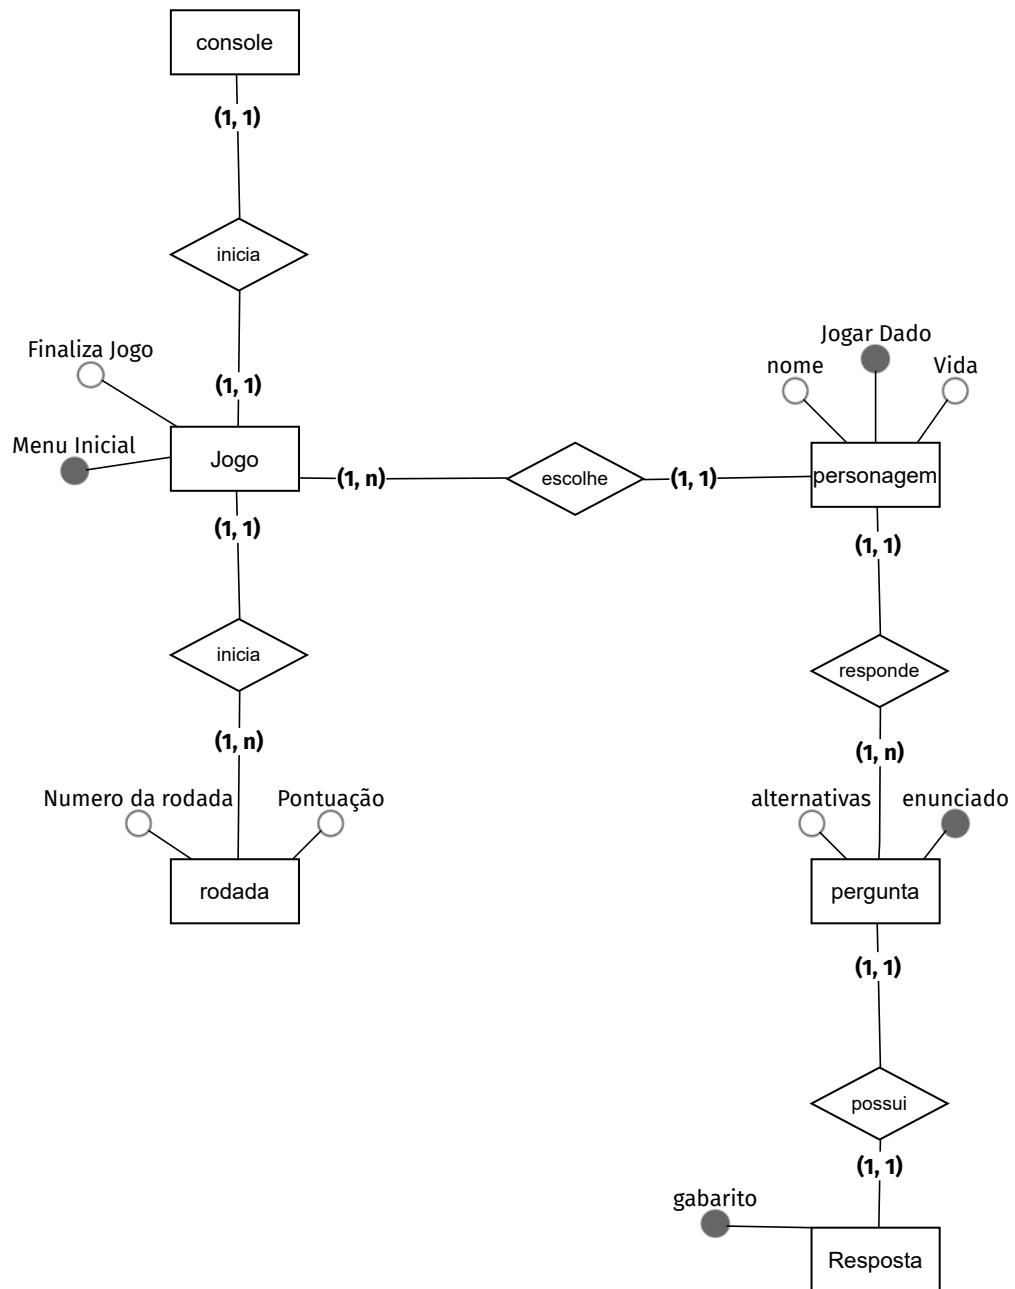 console
(1, 1)
inicia
Finaliza Jogo
(1, 1)
Menu Inicial
Jogo
(1, n)
escolhe
(1, 1)
Jogar Dado
nome
Vida
personagem
(1, 1)
inicia
(1, n)
Numero da rodada
Pontuação
rodada
(1, 1)
responde
(1, n)
alternativas
enunciado
pergunta
(1, 1)
possui
(1, 1)
gabarito
Resposta